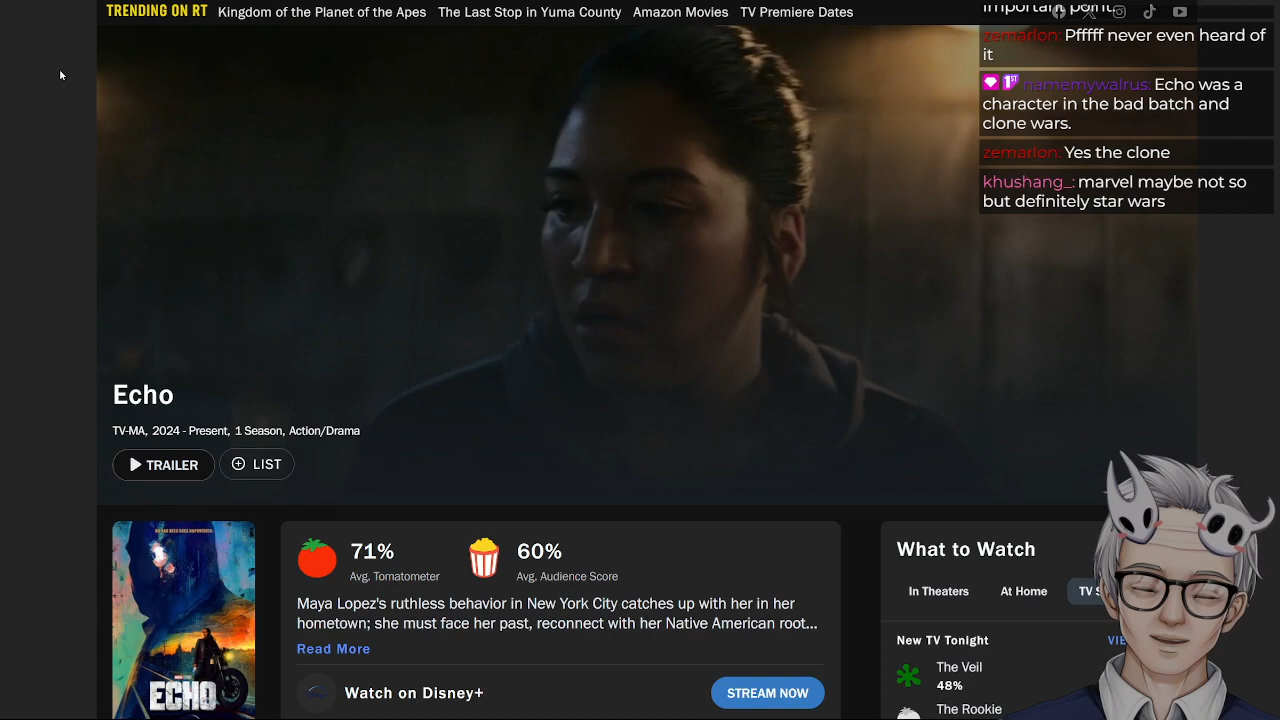 TRENDING ON RT Kingdom of the Planet of the Apes The Last Stop in Yuma County Amazon Movies TV Premiere Dates
important point.
zemarlon: Pfffff never even heard of
it
namemywalrus: Echo was a
character in the bad batch and
clone wars.
zemarlon: Yes the clone
khushang_: marvel maybe not so
but definitely star wars
Echo
TV-MA, 2024 - Present, 1 Season, Action/Drama
TRAILER
LIST
ECHO
71%
Avg. Tomatometer
60%
Avg. Audience Score
Maya Lopez's ruthless behavior in New York City catches up with her in her
hometown; she must face her past, reconnect with her Native American root...
Read More
Watch on Disney+
STREAM NOW
What to Watch
In Theaters At Home TV S
New TV Tonight VIE
The Veil
48%
The Rookie